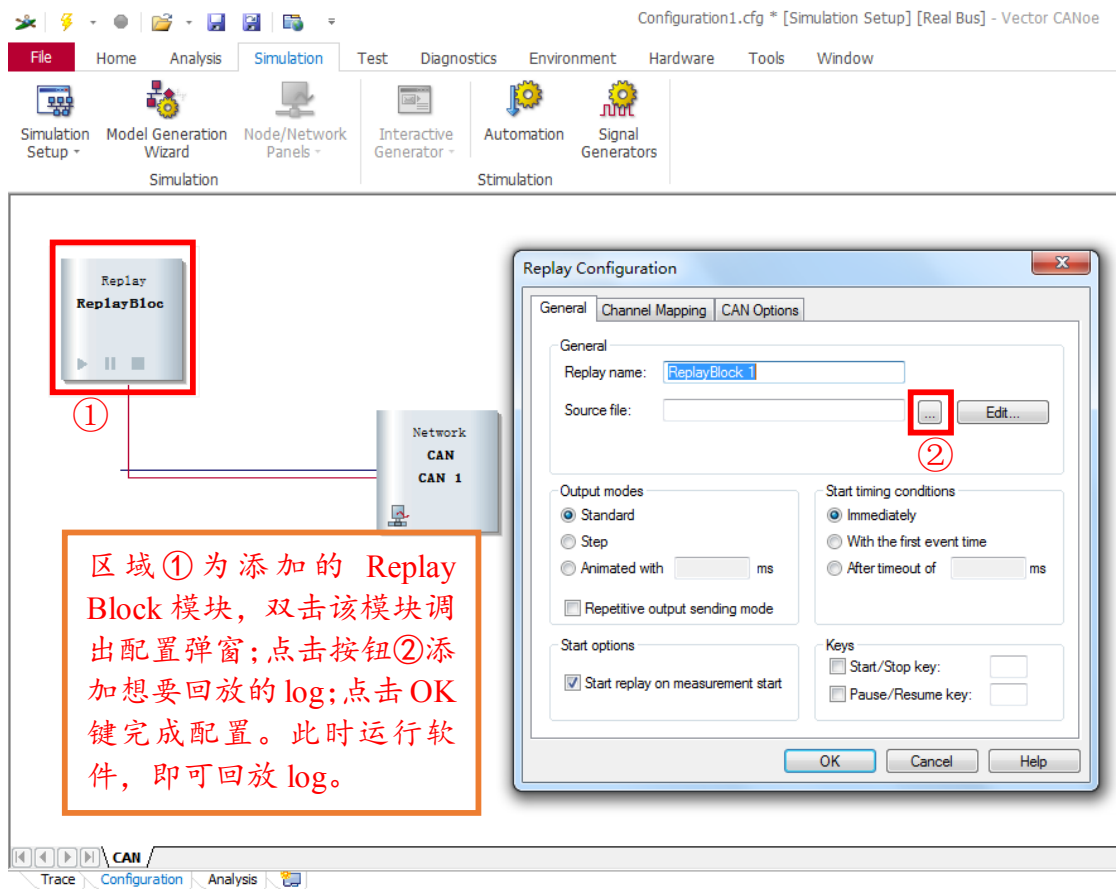 Configuration1.cfg * [Simulation Setup] [Real Bus] - Vector CANoe
File Home Analysis Simulation Test Diagnostics Environment Hardware Tools Window
Simulation Setup
Model Generation Wizard
Node/Network Panels
Interactive Generator
Automation
Signal Generators
Simulation
Stimulation
Replay
ReplayBloc
①
Network
CAN
CAN 1
Replay Configuration
General Channel Mapping CAN Options
General
Replay name: ReplayBlock 1
Source file: ... Edit...
②
Output modes
Standard
Step
Animated with ms
Repetitive output sending mode
Start timing conditions
Immediately
With the first event time
After timeout of ms
Start options
Start replay on measurement start
Keys
Start/Stop key:
Pause/Resume key:
OK Cancel Help
区域①为添加的 Replay
Block 模块，双击该模块调
出配置弹窗；点击按钮②添
加想要回放的 log；点击 OK
键完成配置。此时运行软
件，即可回放 log。
CAN
Trace Configuration Analysis